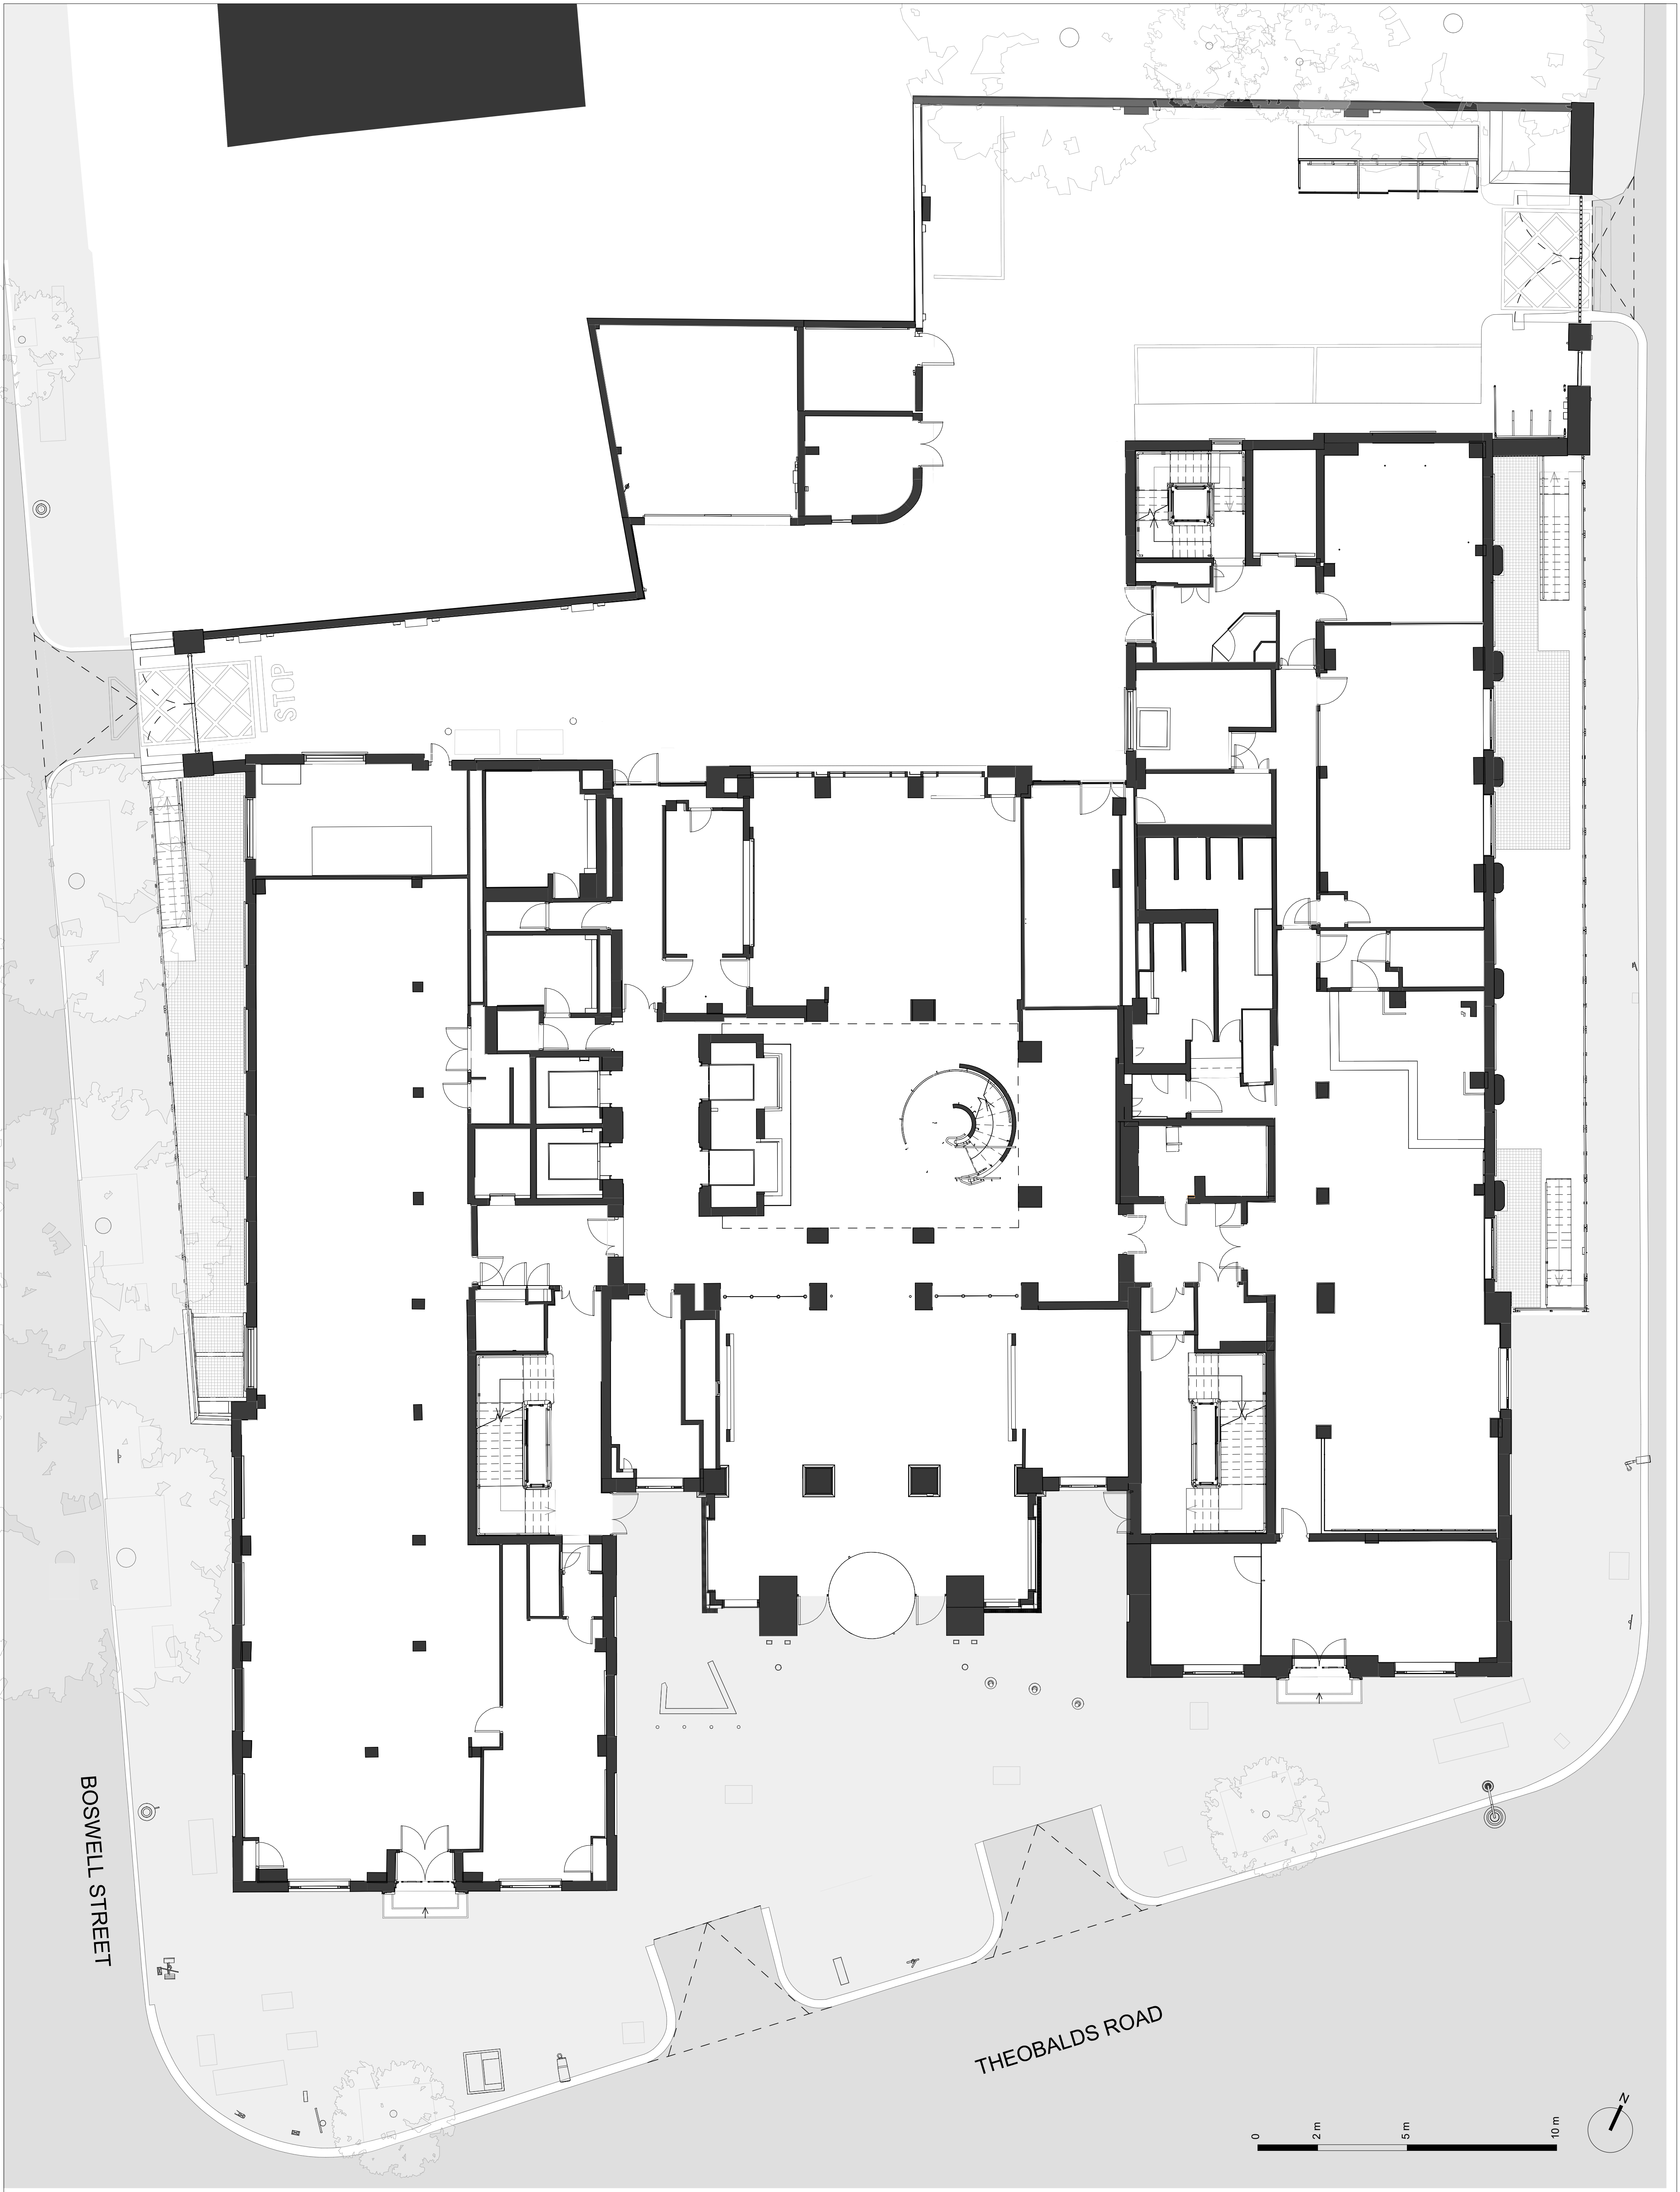 STOP
BOSWELL STREET
THEOBALDS ROAD
N
0 2 m 5 m 10 m